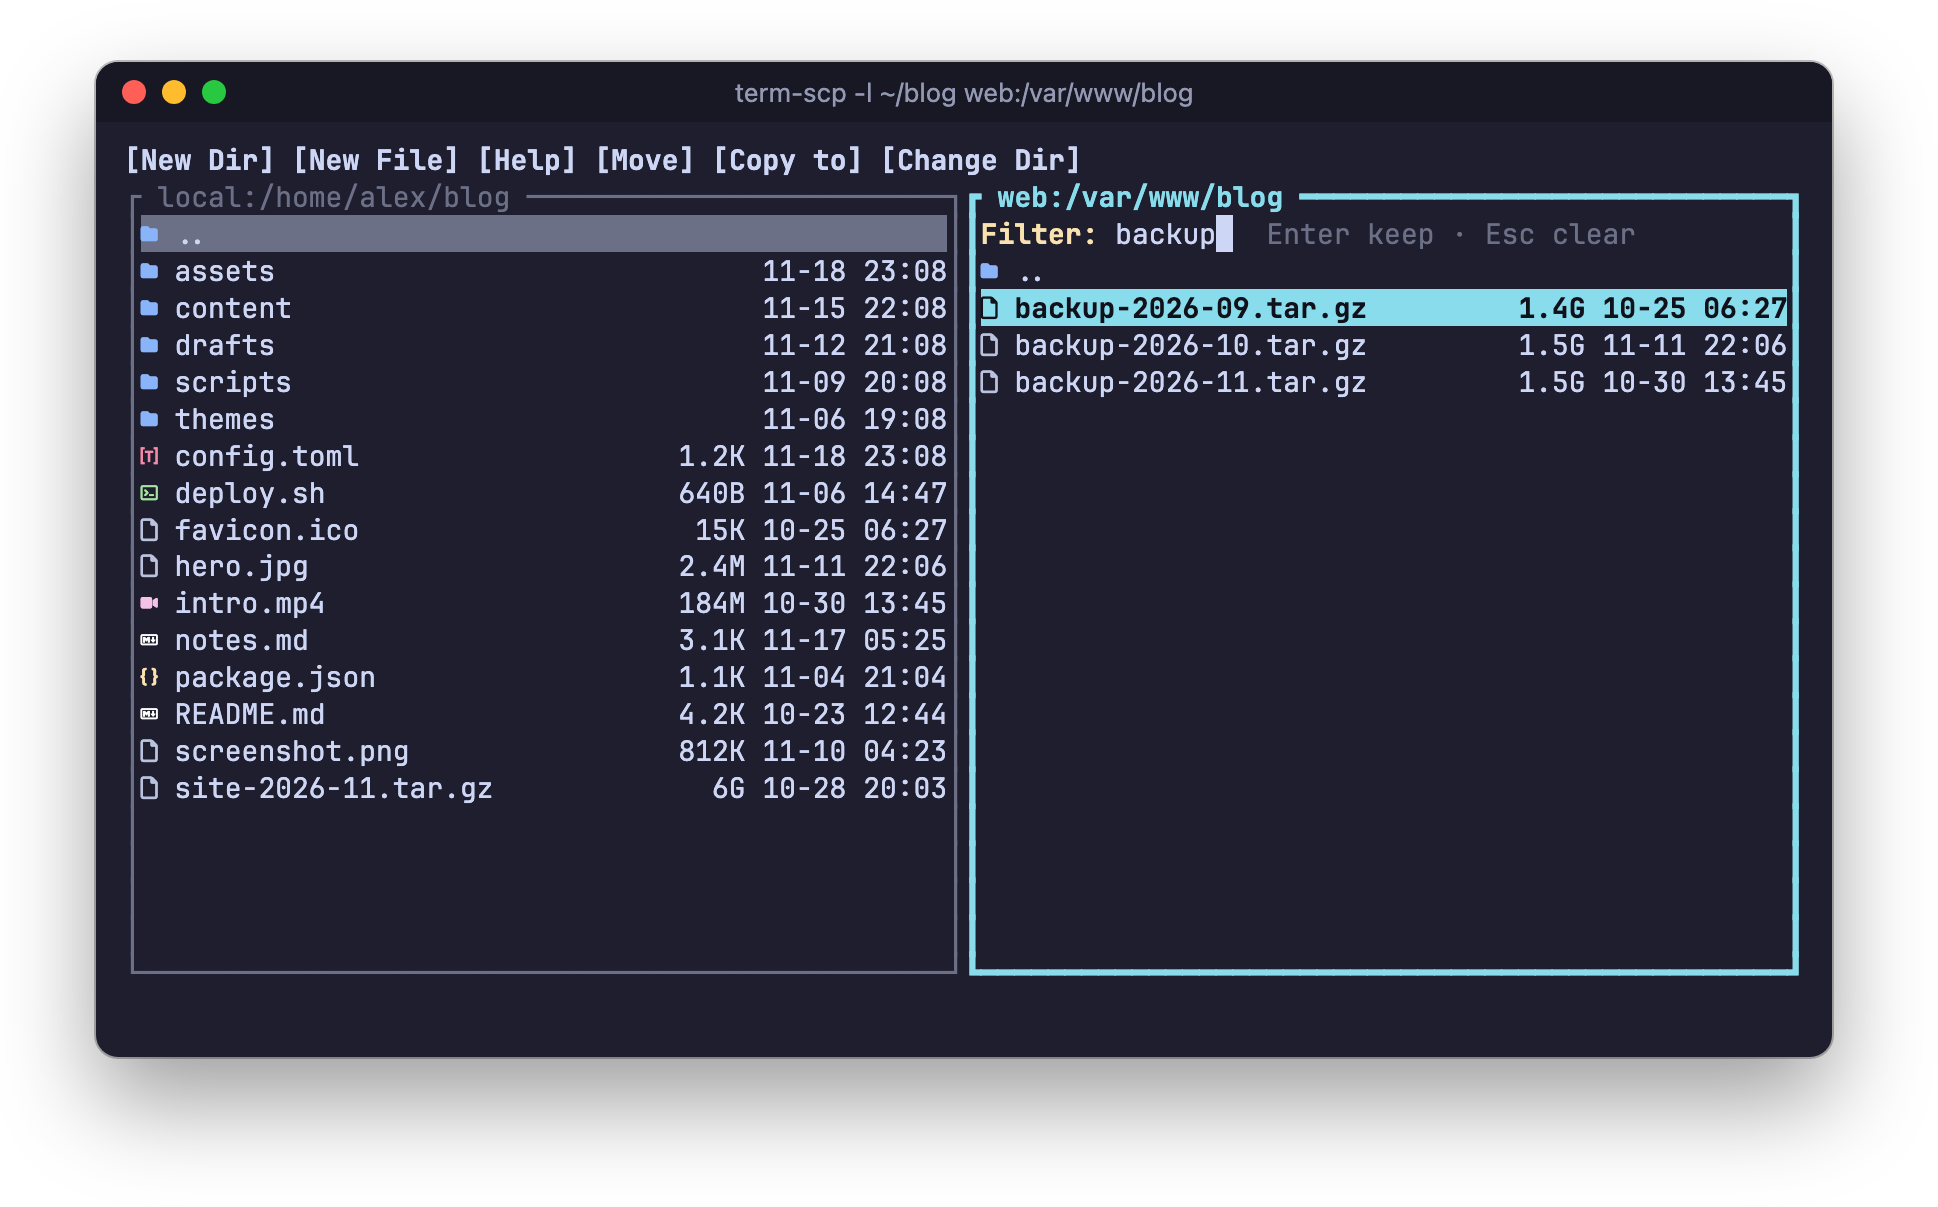 term-scp -l ~/blog web:/var/www/blog
[New Dir] [New File] [Help] [Move] [Copy to] [Change Dir]
local:/home/alex/blog
..
assets 11-18 23:08
content 11-15 22:08
drafts 11-12 21:08
scripts 11-09 20:08
themes 11-06 19:08
[T] config.toml 1.2K 11-18 23:08
deploy.sh 640B 11-06 14:47
favicon.ico 15K 10-25 06:27
hero.jpg 2.4M 11-11 22:06
intro.mp4 184M 10-30 13:45
notes.md 3.1K 11-17 05:25
{} package.json 1.1K 11-04 21:04
README.md 4.2K 10-23 12:44
screenshot.png 812K 11-10 04:23
site-2026-11.tar.gz 6G 10-28 20:03
web:/var/www/blog
Filter: backup Enter keep · Esc clear
..
backup-2026-09.tar.gz 1.4G 10-25 06:27
backup-2026-10.tar.gz 1.5G 11-11 22:06
backup-2026-11.tar.gz 1.5G 10-30 13:45